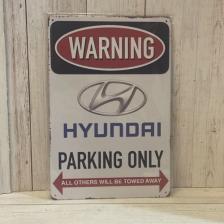 WARNING
HYUNDAI
PARKING ONLY
ALL OTHERS WILL BE TOWED AWAY